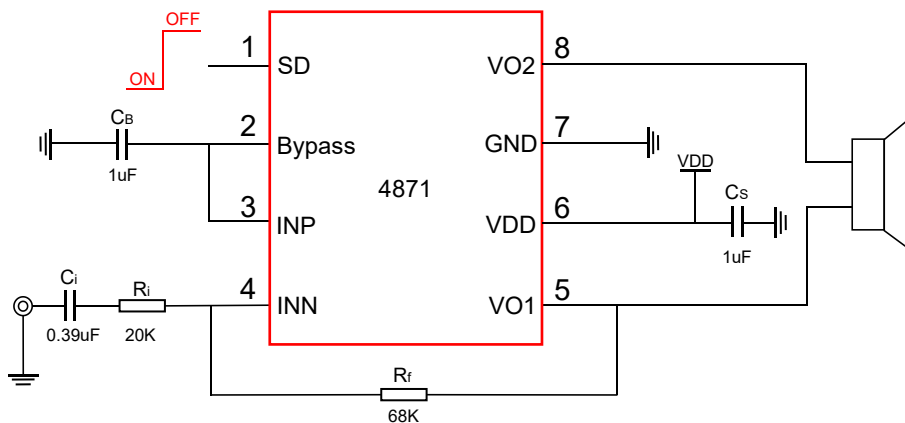 OFF
ON
1
SD
VO2
8
CB
1uF
2
Bypass
GND
7
4871
VDD
3
INP
VDD
6
CS
1uF
Ci
0.39uF
Ri
20K
4
INN
VO1
5
Rf
68K